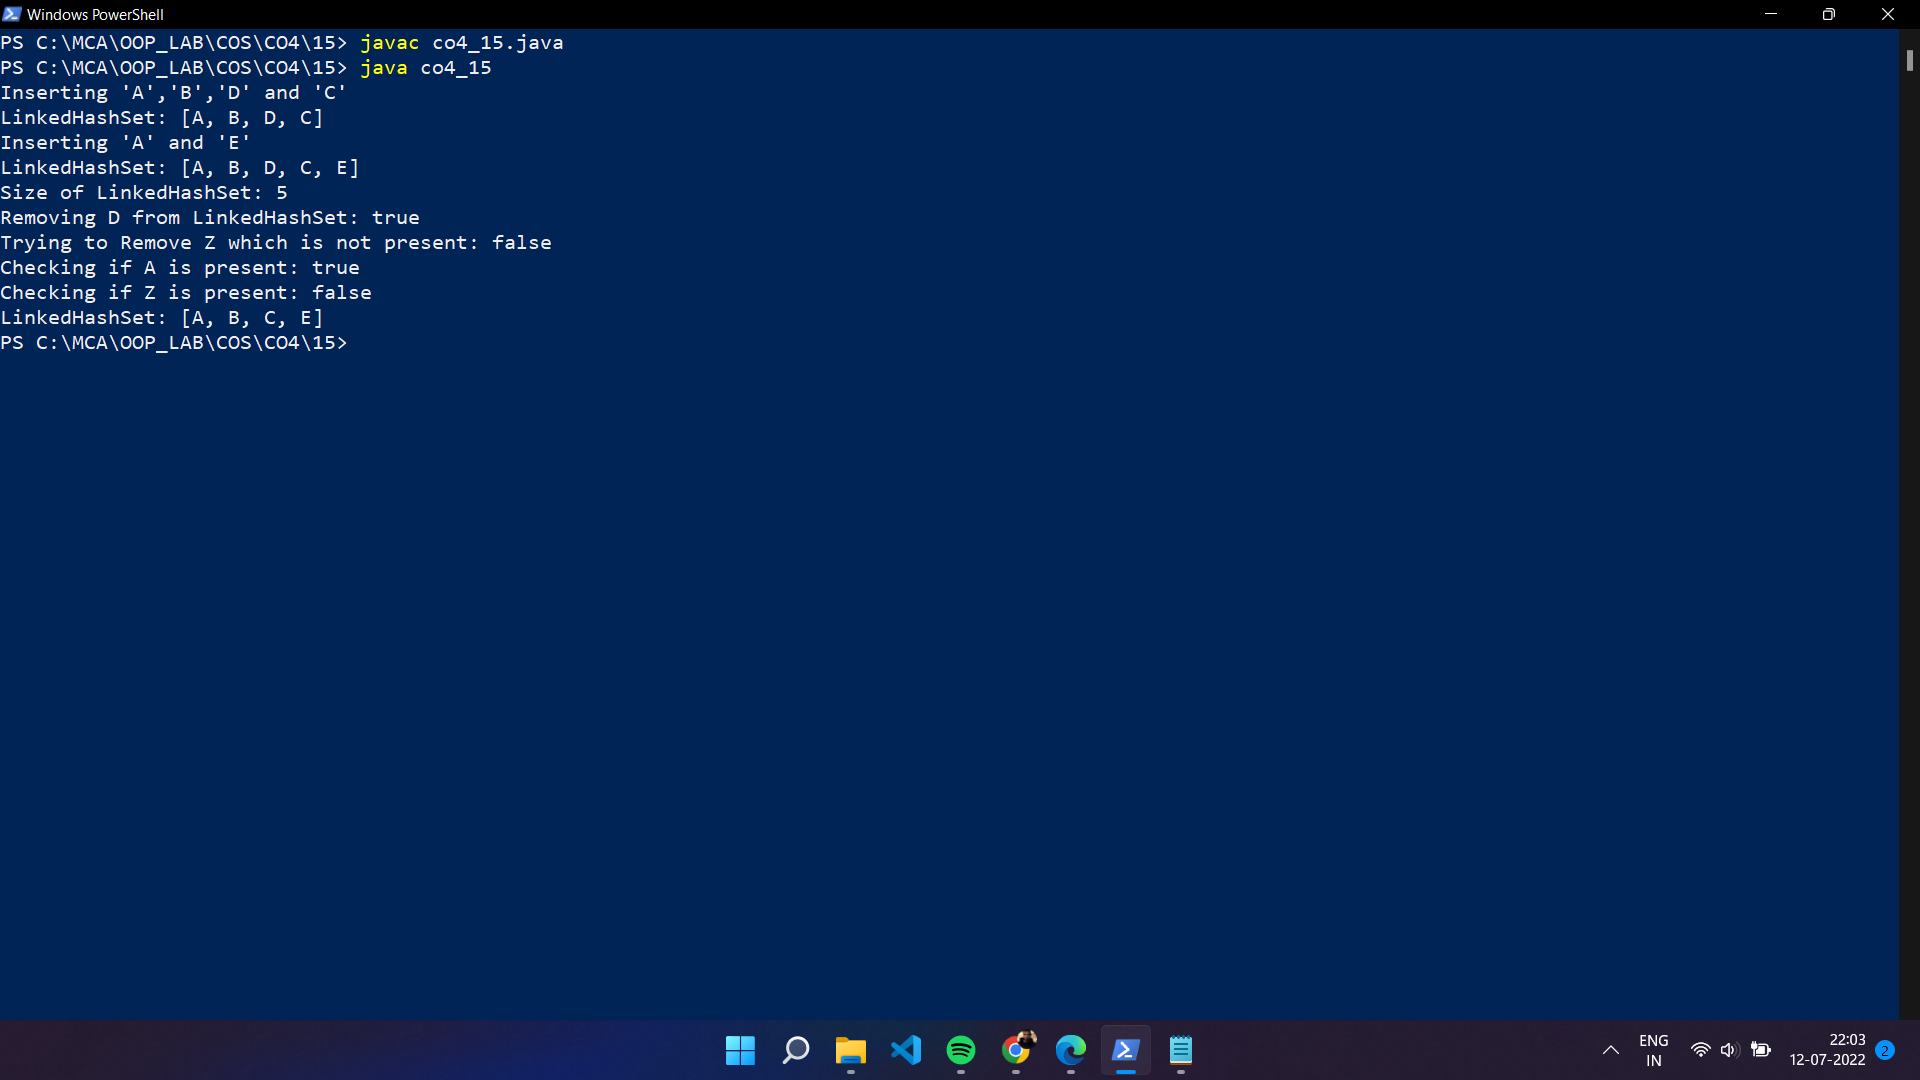 Windows PowerShell
PS C:\MCA\OOP_LAB\COS\CO4\15> javac co4_15.java
PS C:\MCA\OOP_LAB\COS\CO4\15> java co4_15
Inserting 'A','B','D' and 'C'
LinkedHashSet: [A, B, D, C]
Inserting 'A' and 'E'
LinkedHashSet: [A, B, D, C, E]
Size of LinkedHashSet: 5
Removing D from LinkedHashSet: true
Trying to Remove Z which is not present: false
Checking if A is present: true
Checking if Z is present: false
LinkedHashSet: [A, B, C, E]
PS C:\MCA\OOP_LAB\COS\CO4\15>
ENG
IN
22:03
12-07-2022
2